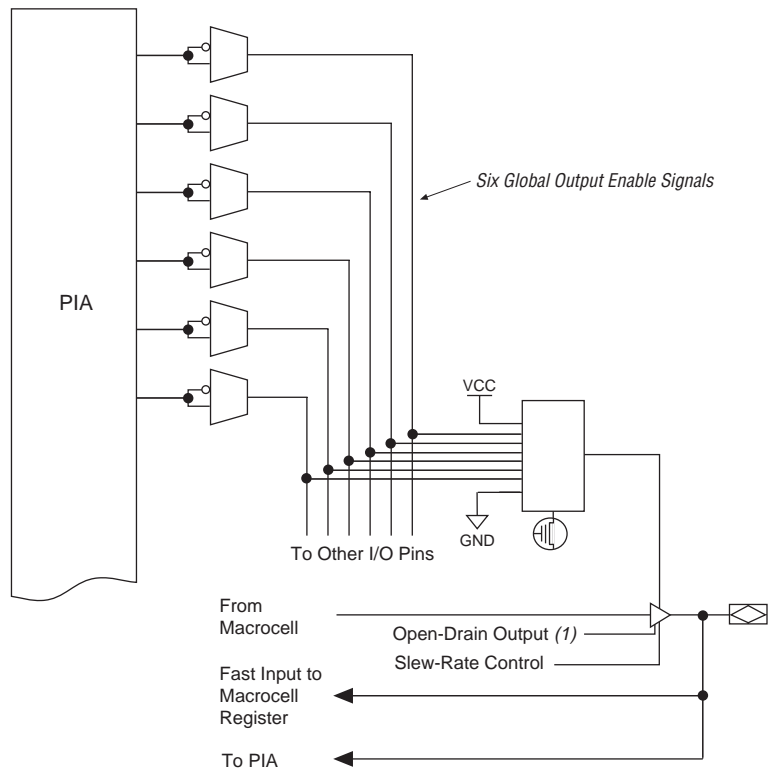 Six Global Output Enable Signals
PIA
VCC
GND
To Other I/O Pins
From
Macrocell
Open-Drain Output (1)
Slew-Rate Control
Fast Input to
Macrocell
Register
To PIA